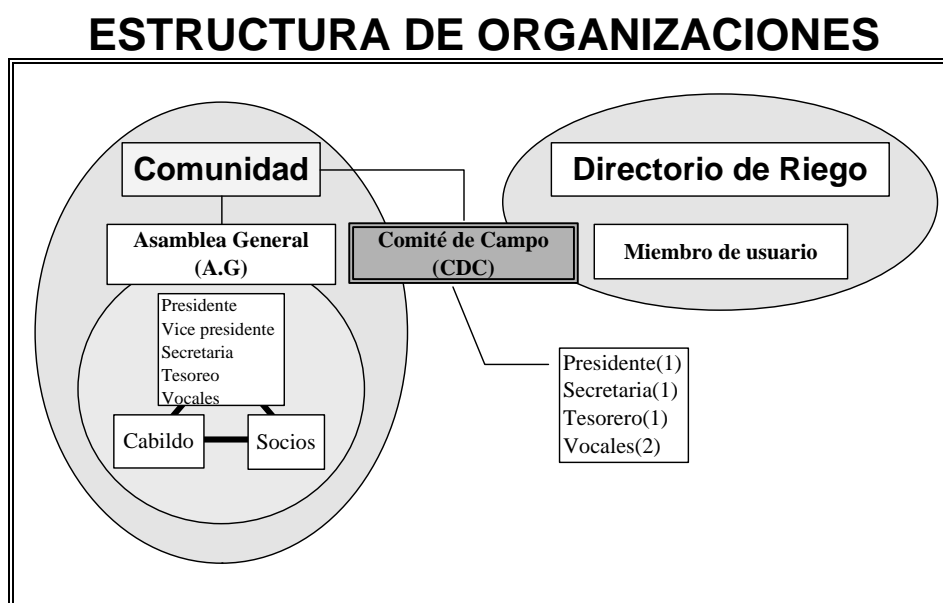 ESTRUCTURA DE ORGANIZACIONES
Comunidad
Directorio de Riego
Asamblea General
(A.G)
Comité de Campo
(CDC)
Miembro de usuario
Presidente
Vice presidente
Secretaria
Tesoreo
Vocales
Cabildo
Socios
Presidente(1)
Secretaria(1)
Tesorero(1)
Vocales(2)